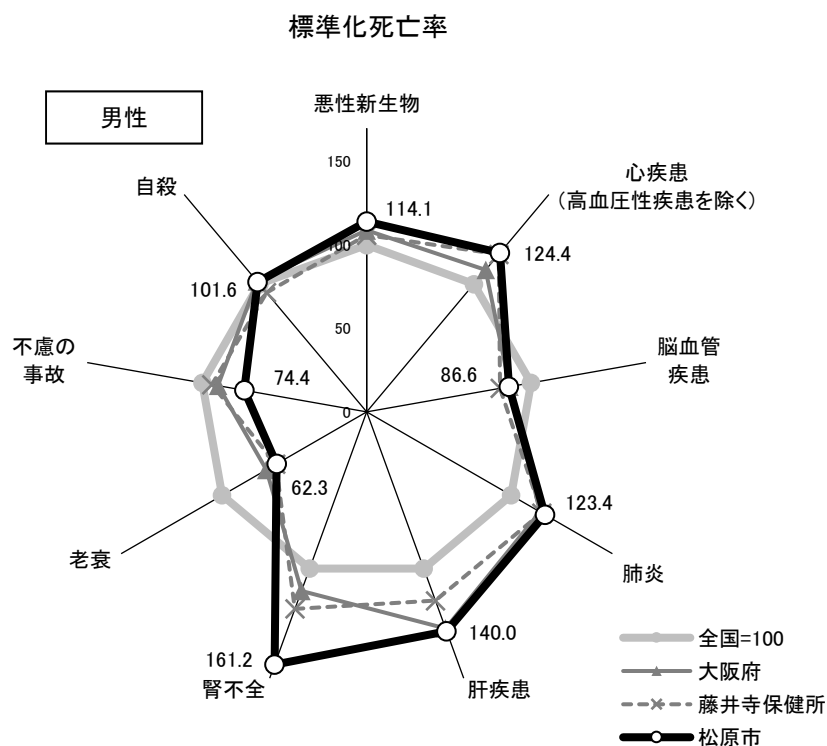 標準化死亡率
男性
悪性新生物
150
100
50
0
心疾患
(高血圧性疾患を除く)
脳血管
疾患
肺炎
肝疾患
腎不全
老衰
不慮の
事故
自殺
114.1
124.4
86.6
123.4
140.0
161.2
62.3
74.4
101.6
全国=100
大阪府
藤井寺保健所
松原市